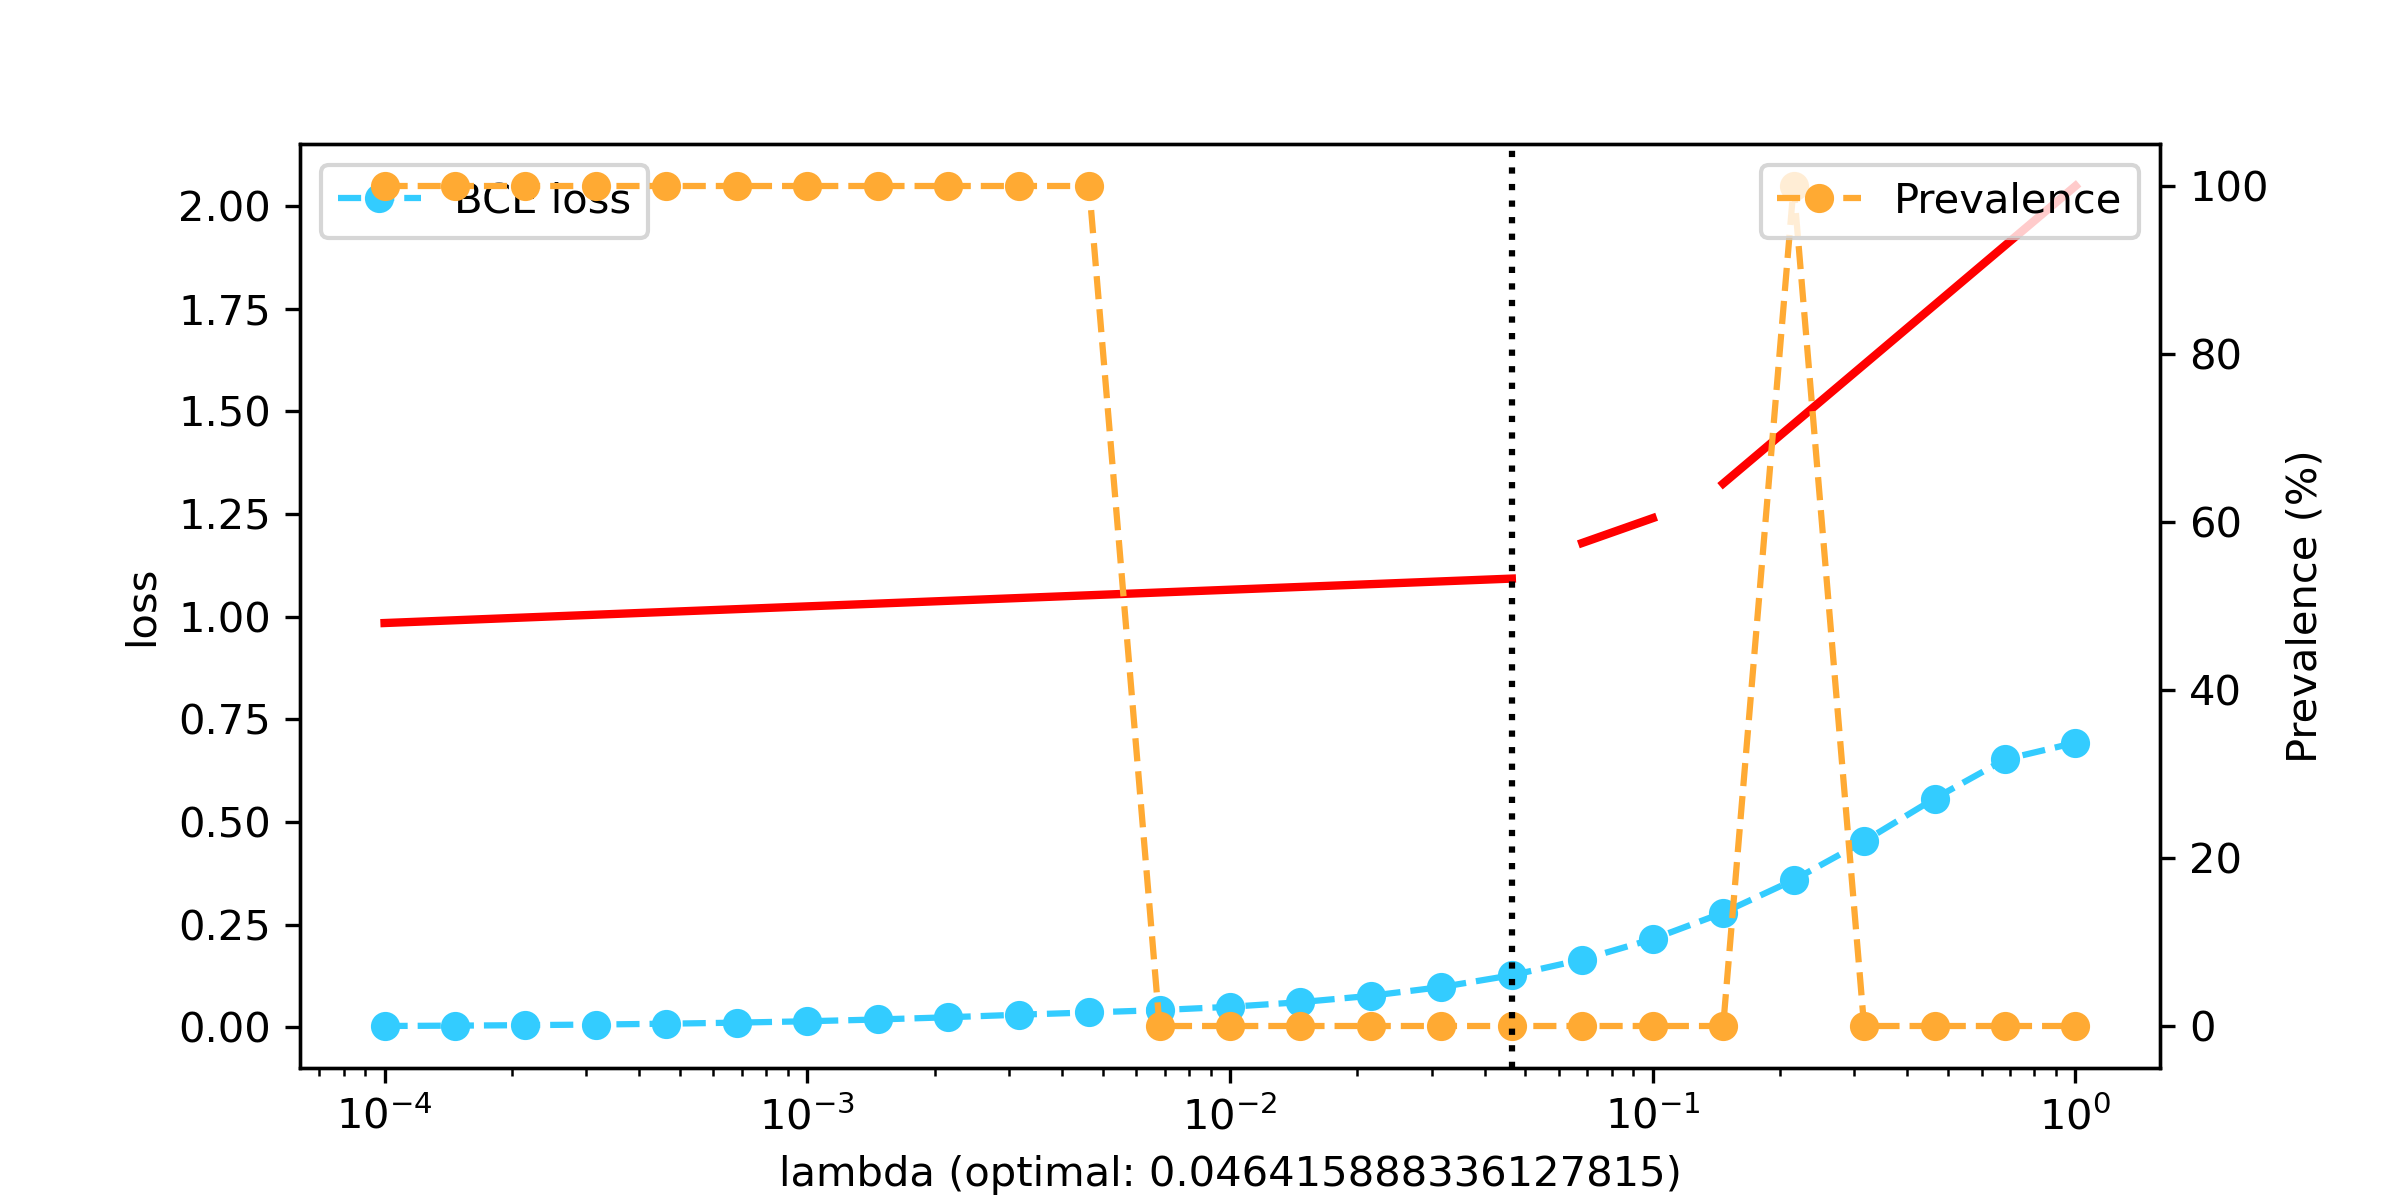 BCE loss
Prevalence
2.00
1.75
1.50
1.25
1.00
0.75
0.50
0.25
0.00
loss
100
80
60
40
20
0
Prevalence (%)
10⁻⁴ 10⁻³ 10⁻² 10⁻¹ 10⁰
lambda (optimal: 0.046415888336127815)